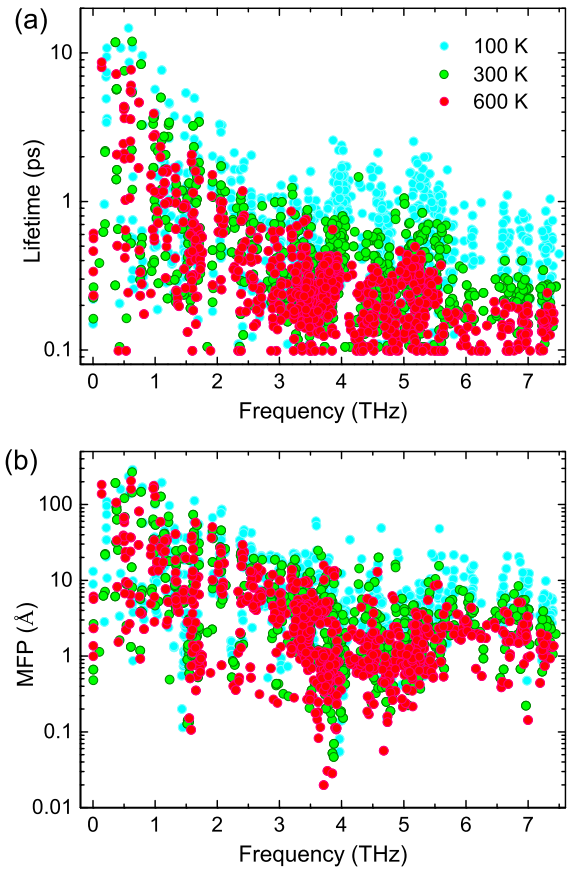 (a)
10
1
0.1
Lifetime (ps)
100 K
300 K
600 K
0 1 2 3 4 5 6 7
Frequency (THz)
(b)
100
10
1
0.1
0.01
MFP (Å)
0 1 2 3 4 5 6 7
Frequency (THz)